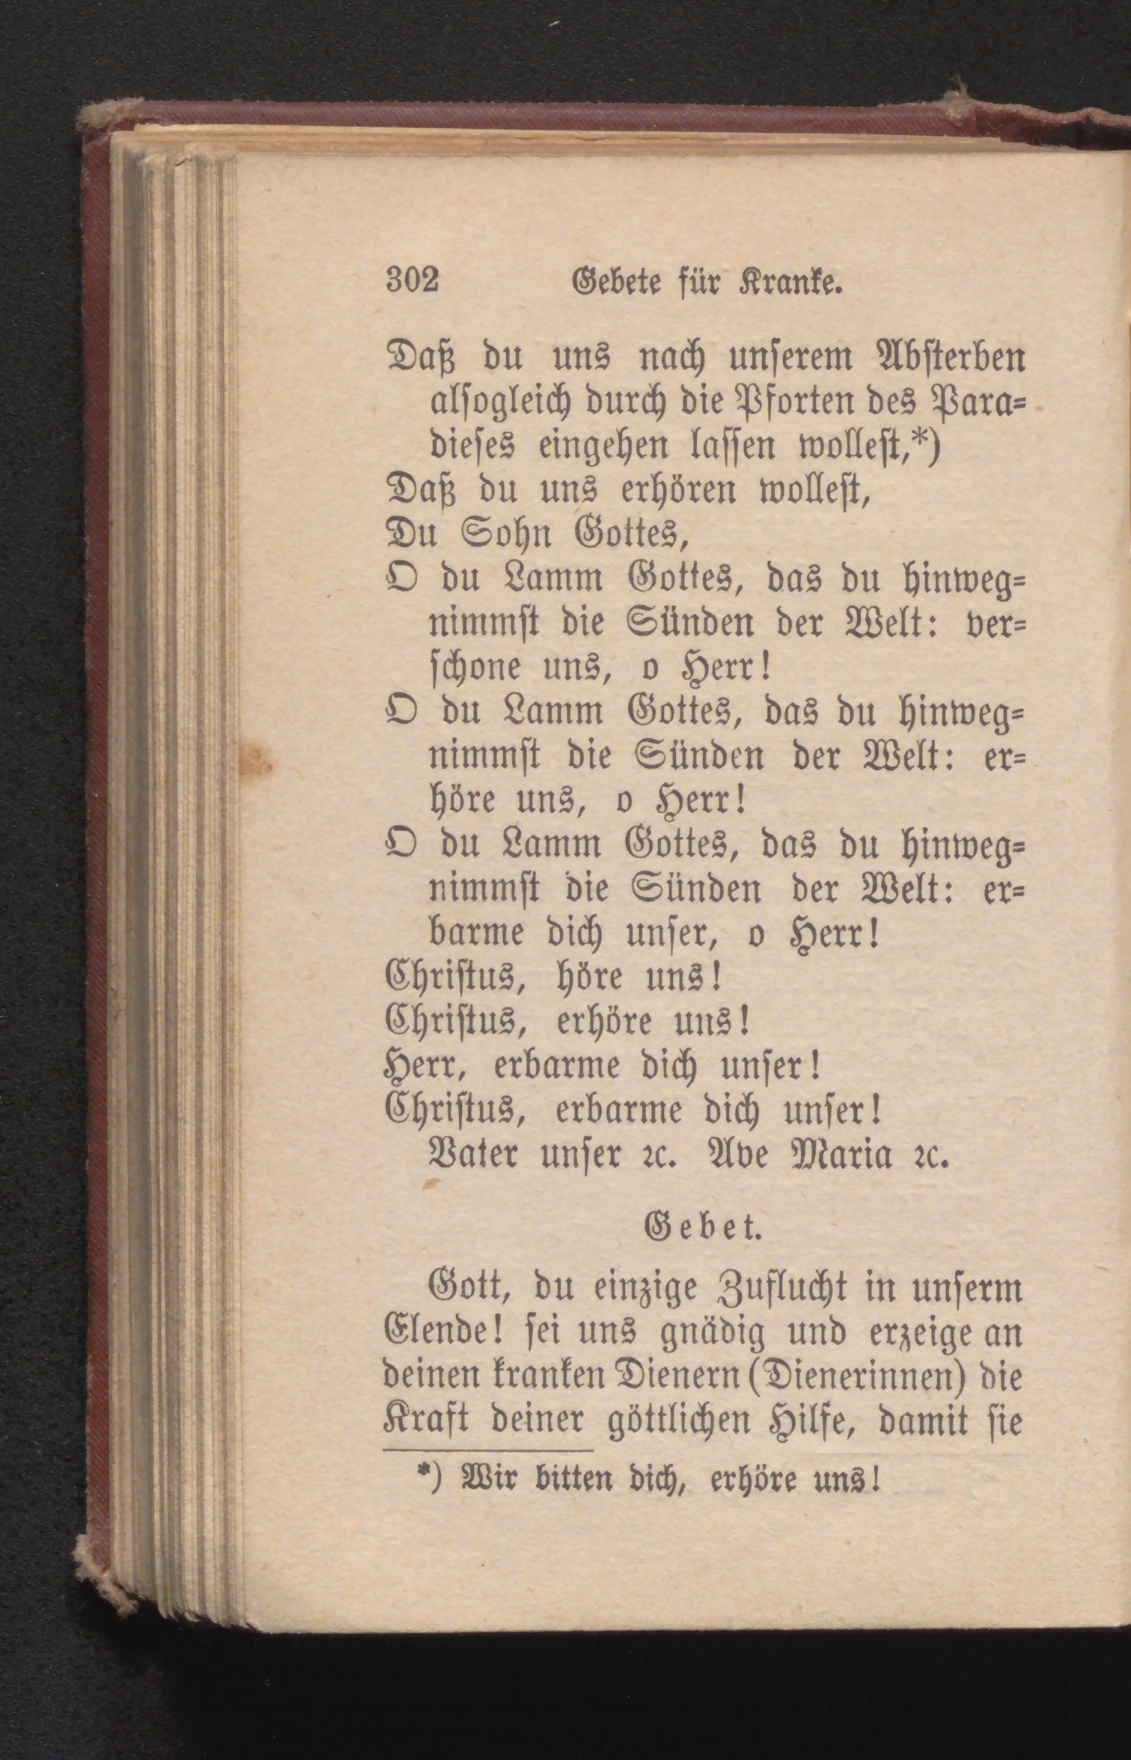 302 Gebete für Kranke.
Daß du uns nach unserem Absterben
alsogleich durch die Pforten des Para-
dieses eingehen lassen wollest,*)
Daß du uns erhören wollest,
Du Sohn Gottes,
O du Lamm Gottes, das du hinweg-
nimmst die Sünden der Welt: ver-
schone uns, o Herr!
O du Lamm Gottes, das du hinweg-
nimmst die Sünden der Welt: er-
höre uns, o Herr!
O du Lamm Gottes, das du hinweg-
nimmst die Sünden der Welt: er-
barme dich unser, o Herr!
Christus, höre uns!
Christus, erhöre uns!
Herr, erbarme dich unser!
Christus, erbarme dich unser!
Vater unser ꝛc. Ave Maria ꝛc.
Gebet.
Gott, du einzige Zuflucht in unserm
Elende! sei uns gnädig und erzeige an
deinen kranken Dienern (Dienerinnen) die
Kraft deiner göttlichen Hilfe, damit sie
*) Wir bitten dich, erhöre uns!